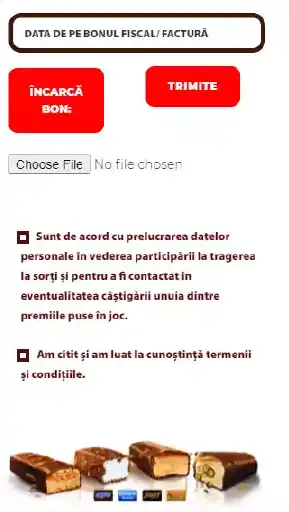 DATA DE PE BONUL FISCAL/ FACTURĂ
ÎNCARCĂ
BON:
TRIMITE
Choose File No file chosen
Sunt de acord cu prelucrarea datelor
personale în vederea participării la tragerea
la sorți și pentru a fi contactat în
eventualitatea câștigării unuia dintre
premiile puse în joc.
Am citit și am luat la cunoștință termenii
și condițiile.